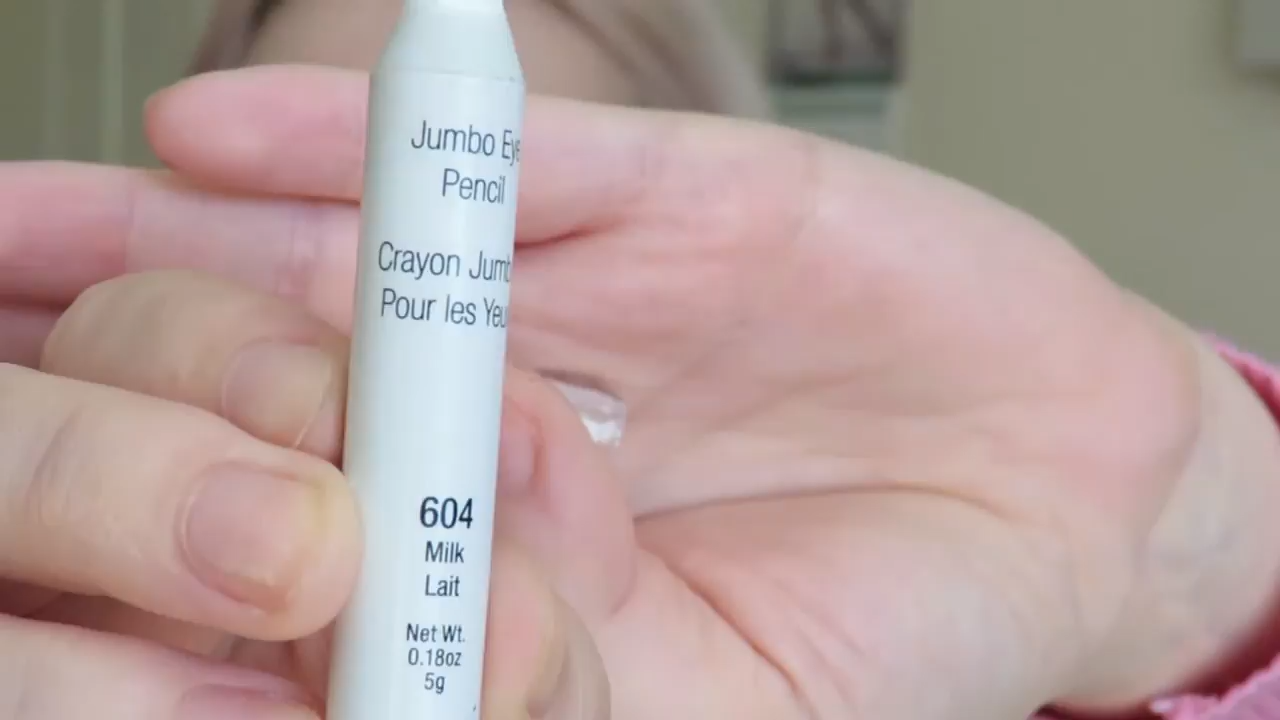 Jumbo Eye
Pencil
Crayon Jumb
Pour les Yeu
604
Milk
Lait
Net Wt.
0.18oz
5g